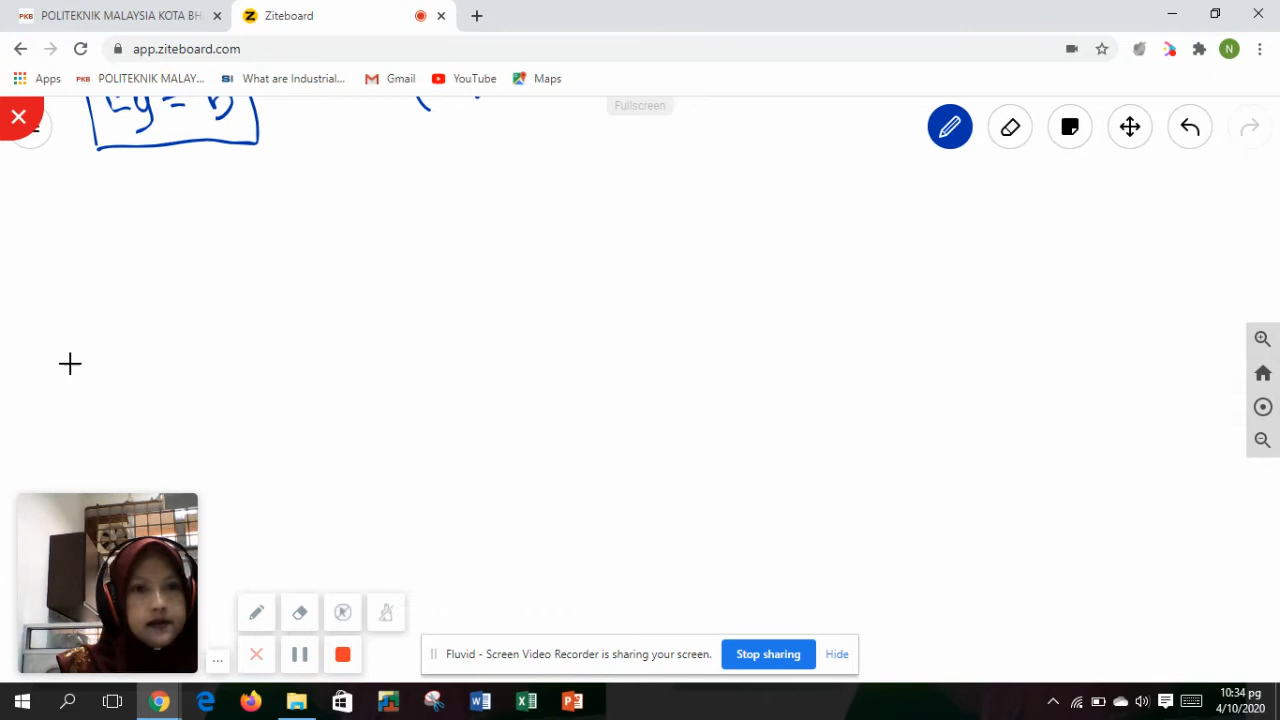 POLITEKNIK MALAYSIA KOTA BH
Ziteboard
app.ziteboard.com
N
Apps
POLITEKNIK MALAY...
What are Industrial...
Gmail
YouTube
Maps
Fullscreen
Ly = b
...
Fluvid - Screen Video Recorder is sharing your screen.
Stop sharing
Hide
10:34 pg
4/10/2020